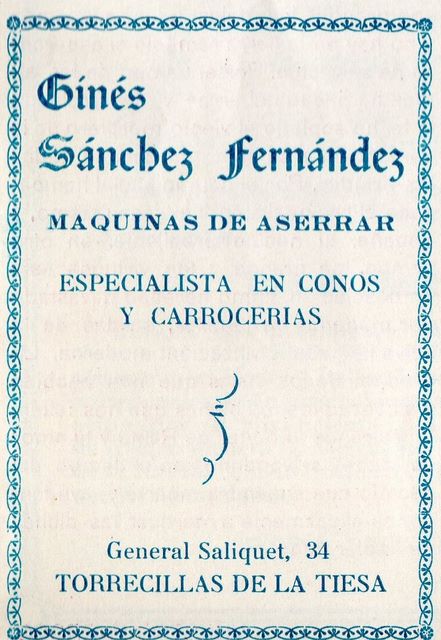 Ginés
Sánchez Fernández
MAQUINAS DE ASERRAR
ESPECIALISTA EN CONOS
Y CARROCERIAS
General Saliquet, 34
TORRECILLAS DE LA TIESA